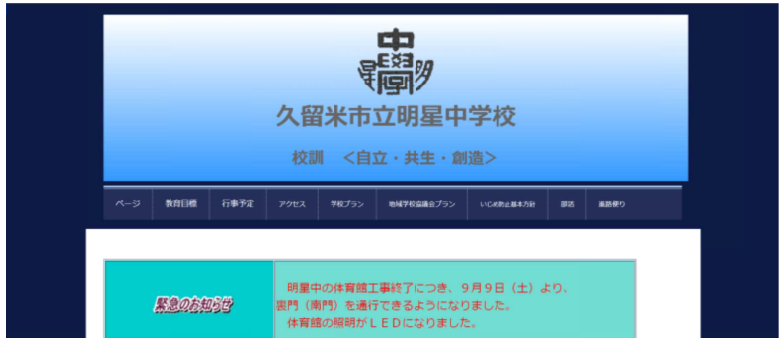 中
星學明
久留米市立明星中学校
校訓 <自立・共生・創造>
ページ 教育目標 行事予定 アクセス 学校プラン 地域学校協議会プラン いじめ防止基本方針 部活 進路便り
緊急のお知らせ
明星中の体育館工事終了につき、9月9日(土)より、
裏門(南門)を通行できるようになりました。
体育館の照明がLEDになりました。